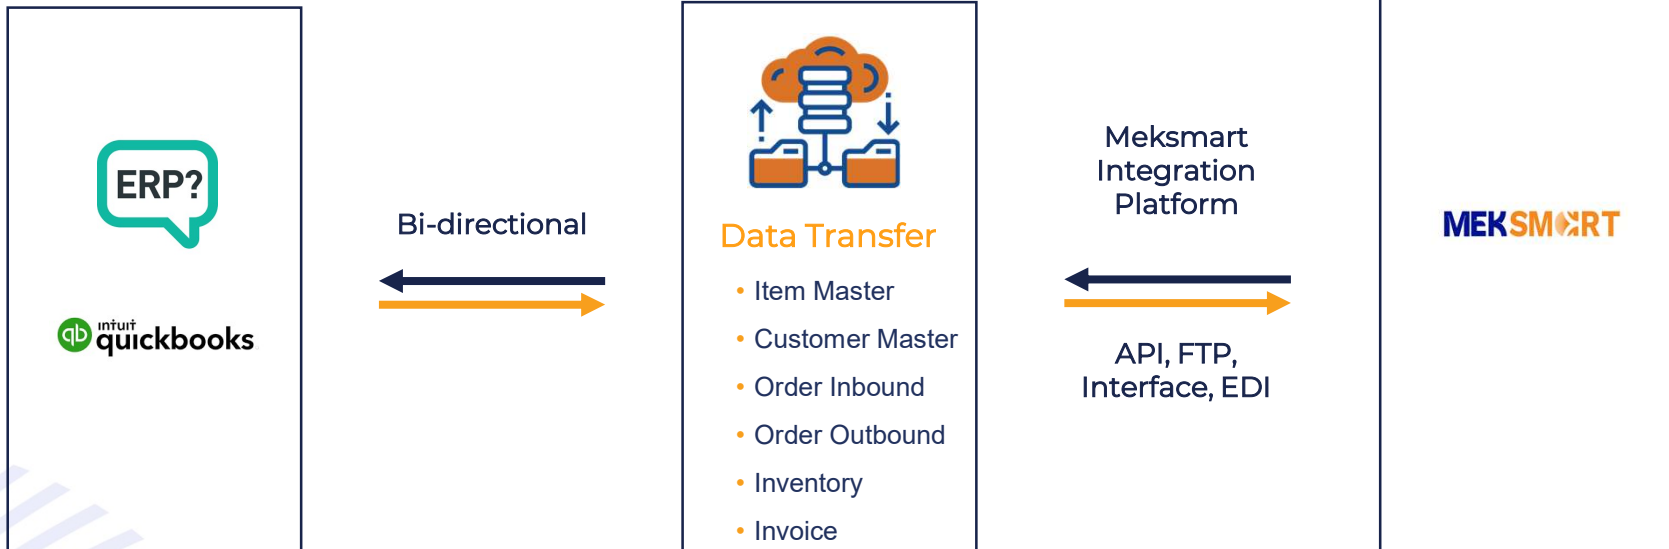 ERP?
intuit
quickbooks
Bi-directional
Data Transfer
• Item Master
• Customer Master
• Order Inbound
• Order Outbound
• Inventory
• Invoice
Meksmart
Integration
Platform
API, FTP,
Interface, EDI
MEKSMART